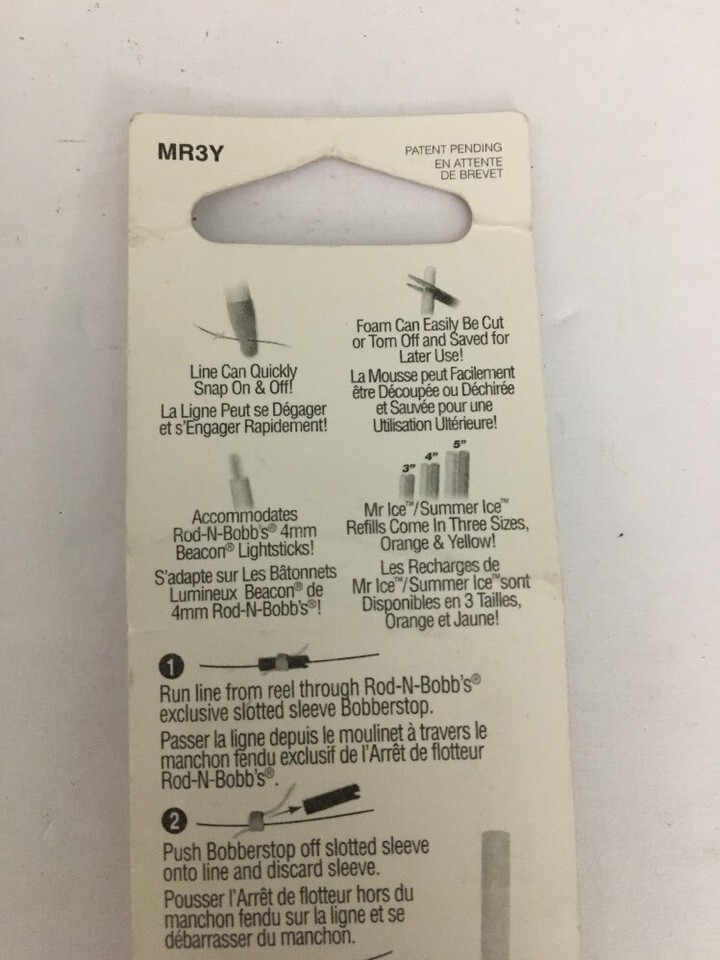 MR3Y
PATENT PENDING
EN ATTENTE
DE BREVET
Line Can Quickly
Snap On & Off!
La Ligne Peut se Dégager
et s'Engager Rapidement!
Foam Can Easily Be Cut
or Torn Off and Saved for
Later Use!
La Mousse peut Facilement
être Découpée ou Déchirée
et Sauvée pour une
Utilisation Ultérieure!
Accommodates
Rod-N-Bobb's® 4mm
Beacon® Lightsticks!
S'adapte sur Les Bâtonnets
Lumineux Beacon® de
4mm Rod-N-Bobb's®!
3" 4" 5"
Mr Ice™/Summer Ice™
Refills Come In Three Sizes,
Orange & Yellow!
Les Recharges de
Mr Ice™/Summer Ice™sont
Disponibles en 3 Tailles,
Orange et Jaune!
1
Run line from reel through Rod-N-Bobb's®
exclusive slotted sleeve Bobberstop.
Passer la ligne depuis le moulinet à travers le
manchon fendu exclusif de l'Arrêt de flotteur
Rod-N-Bobb's®.
2
Push Bobberstop off slotted sleeve
onto line and discard sleeve.
Pousser l'Arrêt de flotteur hors du
manchon fendu sur la ligne et se
débarrasser du manchon.